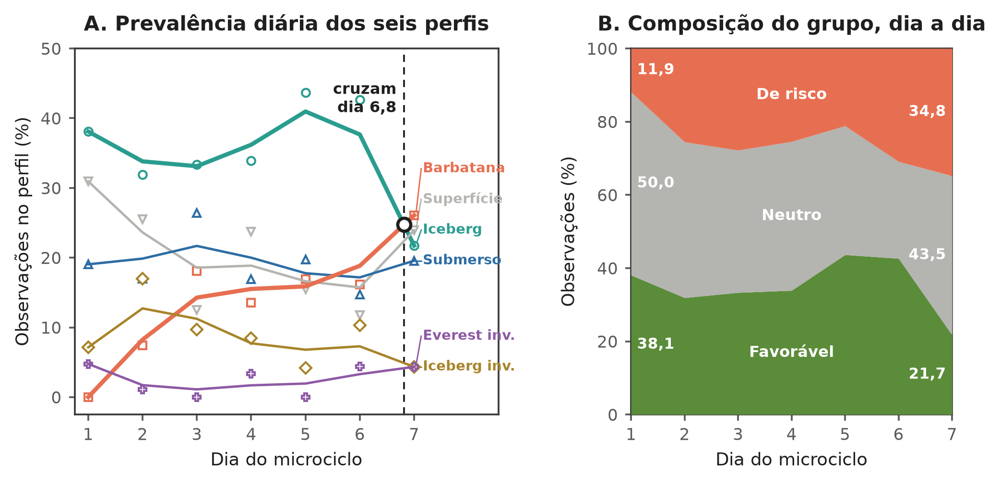 A. Prevalência diária dos seis perfis
50
40
30
20
10
0
Observações no perfil (%)
cruzam
dia 6,8
Barbatana
Superfície
Iceberg
Submerso
Everest inv.
Iceberg inv.
1 2 3 4 5 6 7
Dia do microciclo
B. Composição do grupo, dia a dia
100
80
60
40
20
0
Observações (%)
11,9
De risco
34,8
50,0
Neutro
43,5
38,1
Favorável
21,7
1 2 3 4 5 6 7
Dia do microciclo